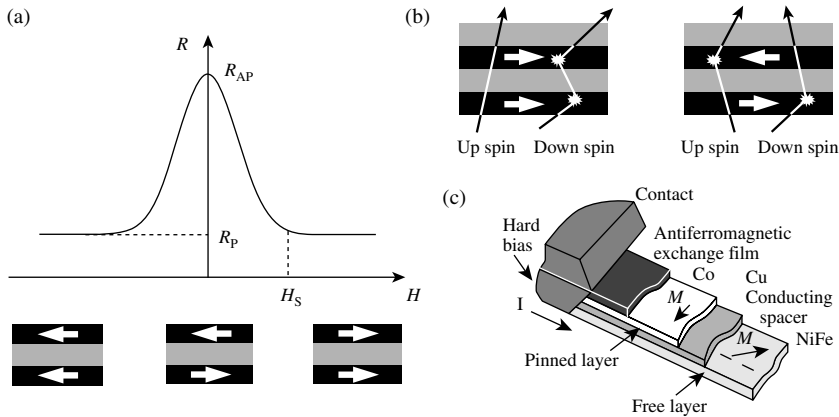 (a)
R
R_AP
R_P
H_S
H
(b)
Up spin
Down spin
Up spin
Down spin
(c)
Contact
Hard
bias
Antiferromagnetic
exchange film
Co
Cu
Conducting
spacer
NiFe
I
M
M
Pinned layer
Free layer